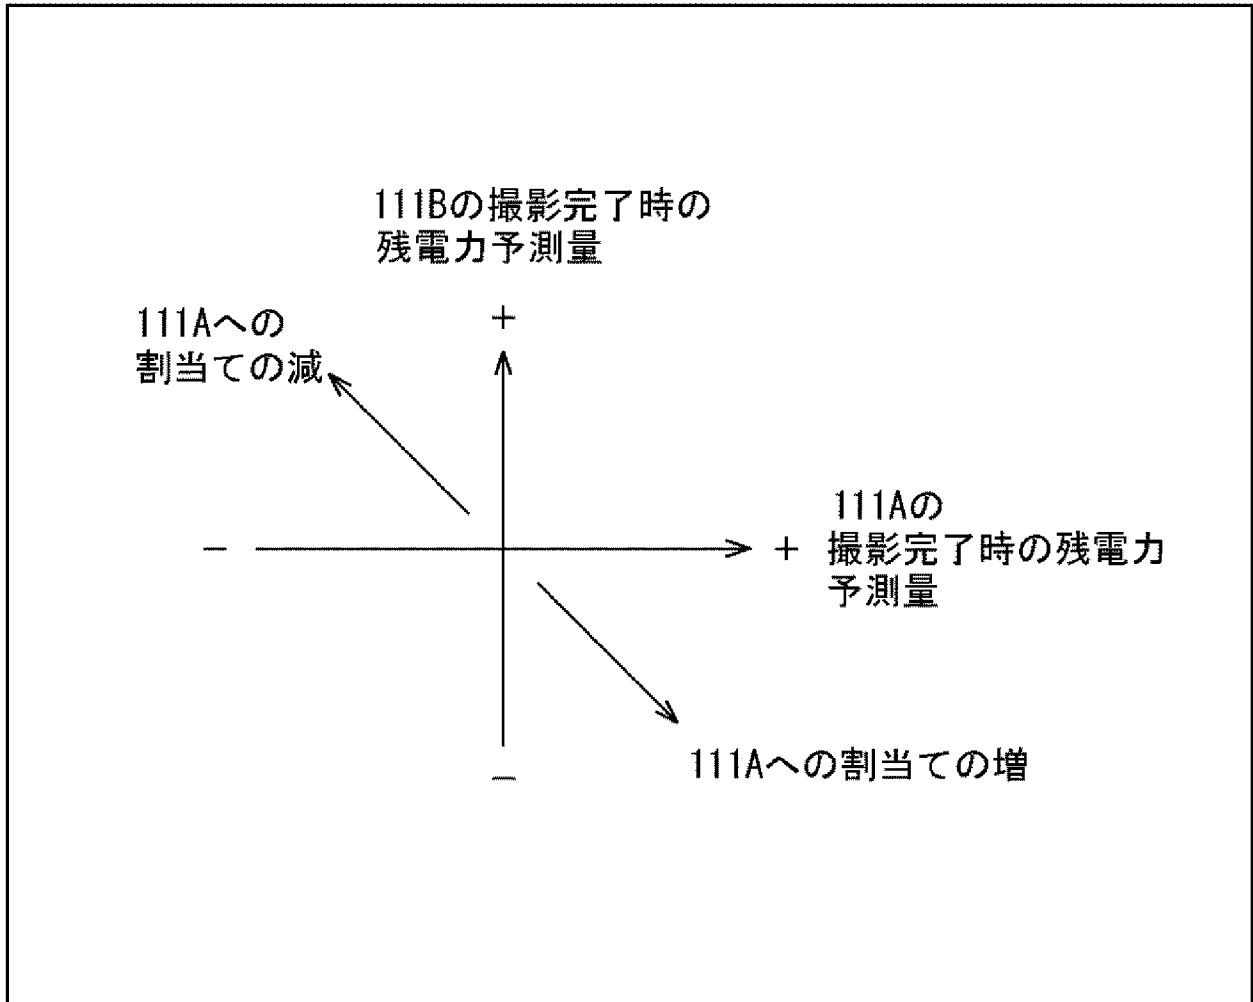 111Bの撮影完了時の
残電力予測量
111Aへの
割当ての減
+
111Aの
− + 撮影完了時の残電力
予測量
111Aへの割当ての増
−